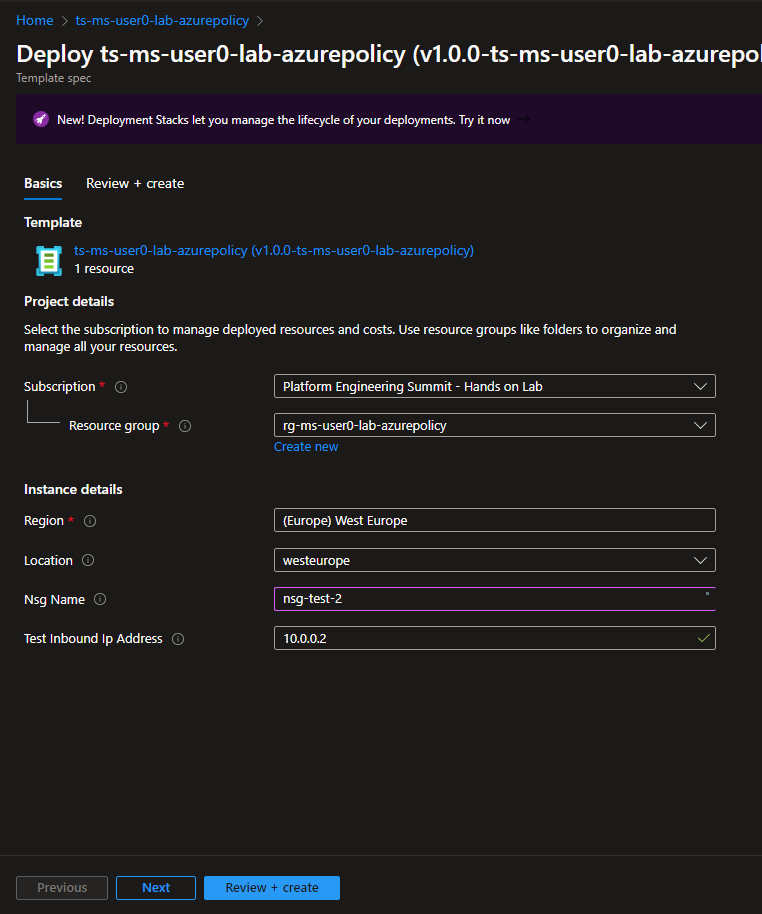 Home > ts-ms-user0-lab-azurepolicy >
Deploy ts-ms-user0-lab-azurepolicy (v1.0.0-ts-ms-user0-lab-azurepol
Template spec
New! Deployment Stacks let you manage the lifecycle of your deployments. Try it now →
Basics Review + create
Template
ts-ms-user0-lab-azurepolicy (v1.0.0-ts-ms-user0-lab-azurepolicy)
1 resource
Project details
Select the subscription to manage deployed resources and costs. Use resource groups like folders to organize and
manage all your resources.
Subscription * Platform Engineering Summit - Hands on Lab
Resource group * rg-ms-user0-lab-azurepolicy
Create new
Instance details
Region * (Europe) West Europe
Location westeurope
Nsg Name nsg-test-2
Test Inbound Ip Address 10.0.0.2
Previous Next Review + create